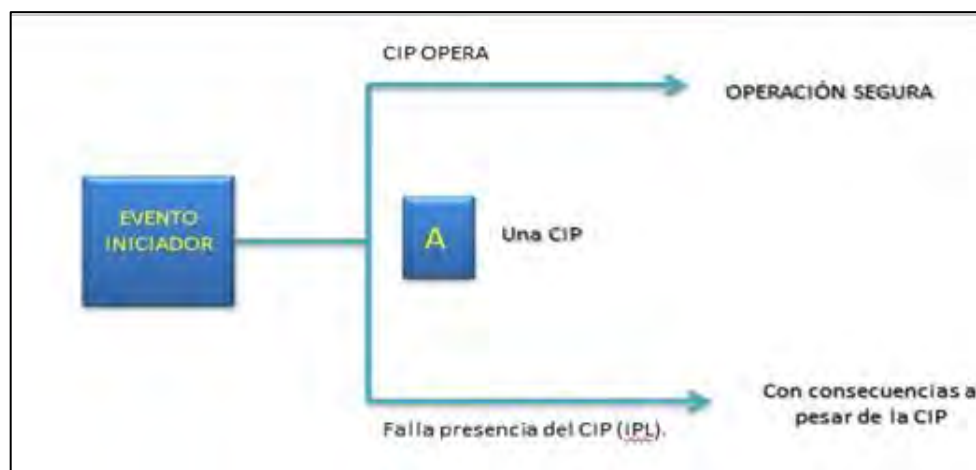 CIP OPERA
OPERACIÓN SEGURA
EVENTO
INICIADOR
A
Una CIP
Con consecuencias a
pesar de la CIP
Falla presencia del CIP (IPL).